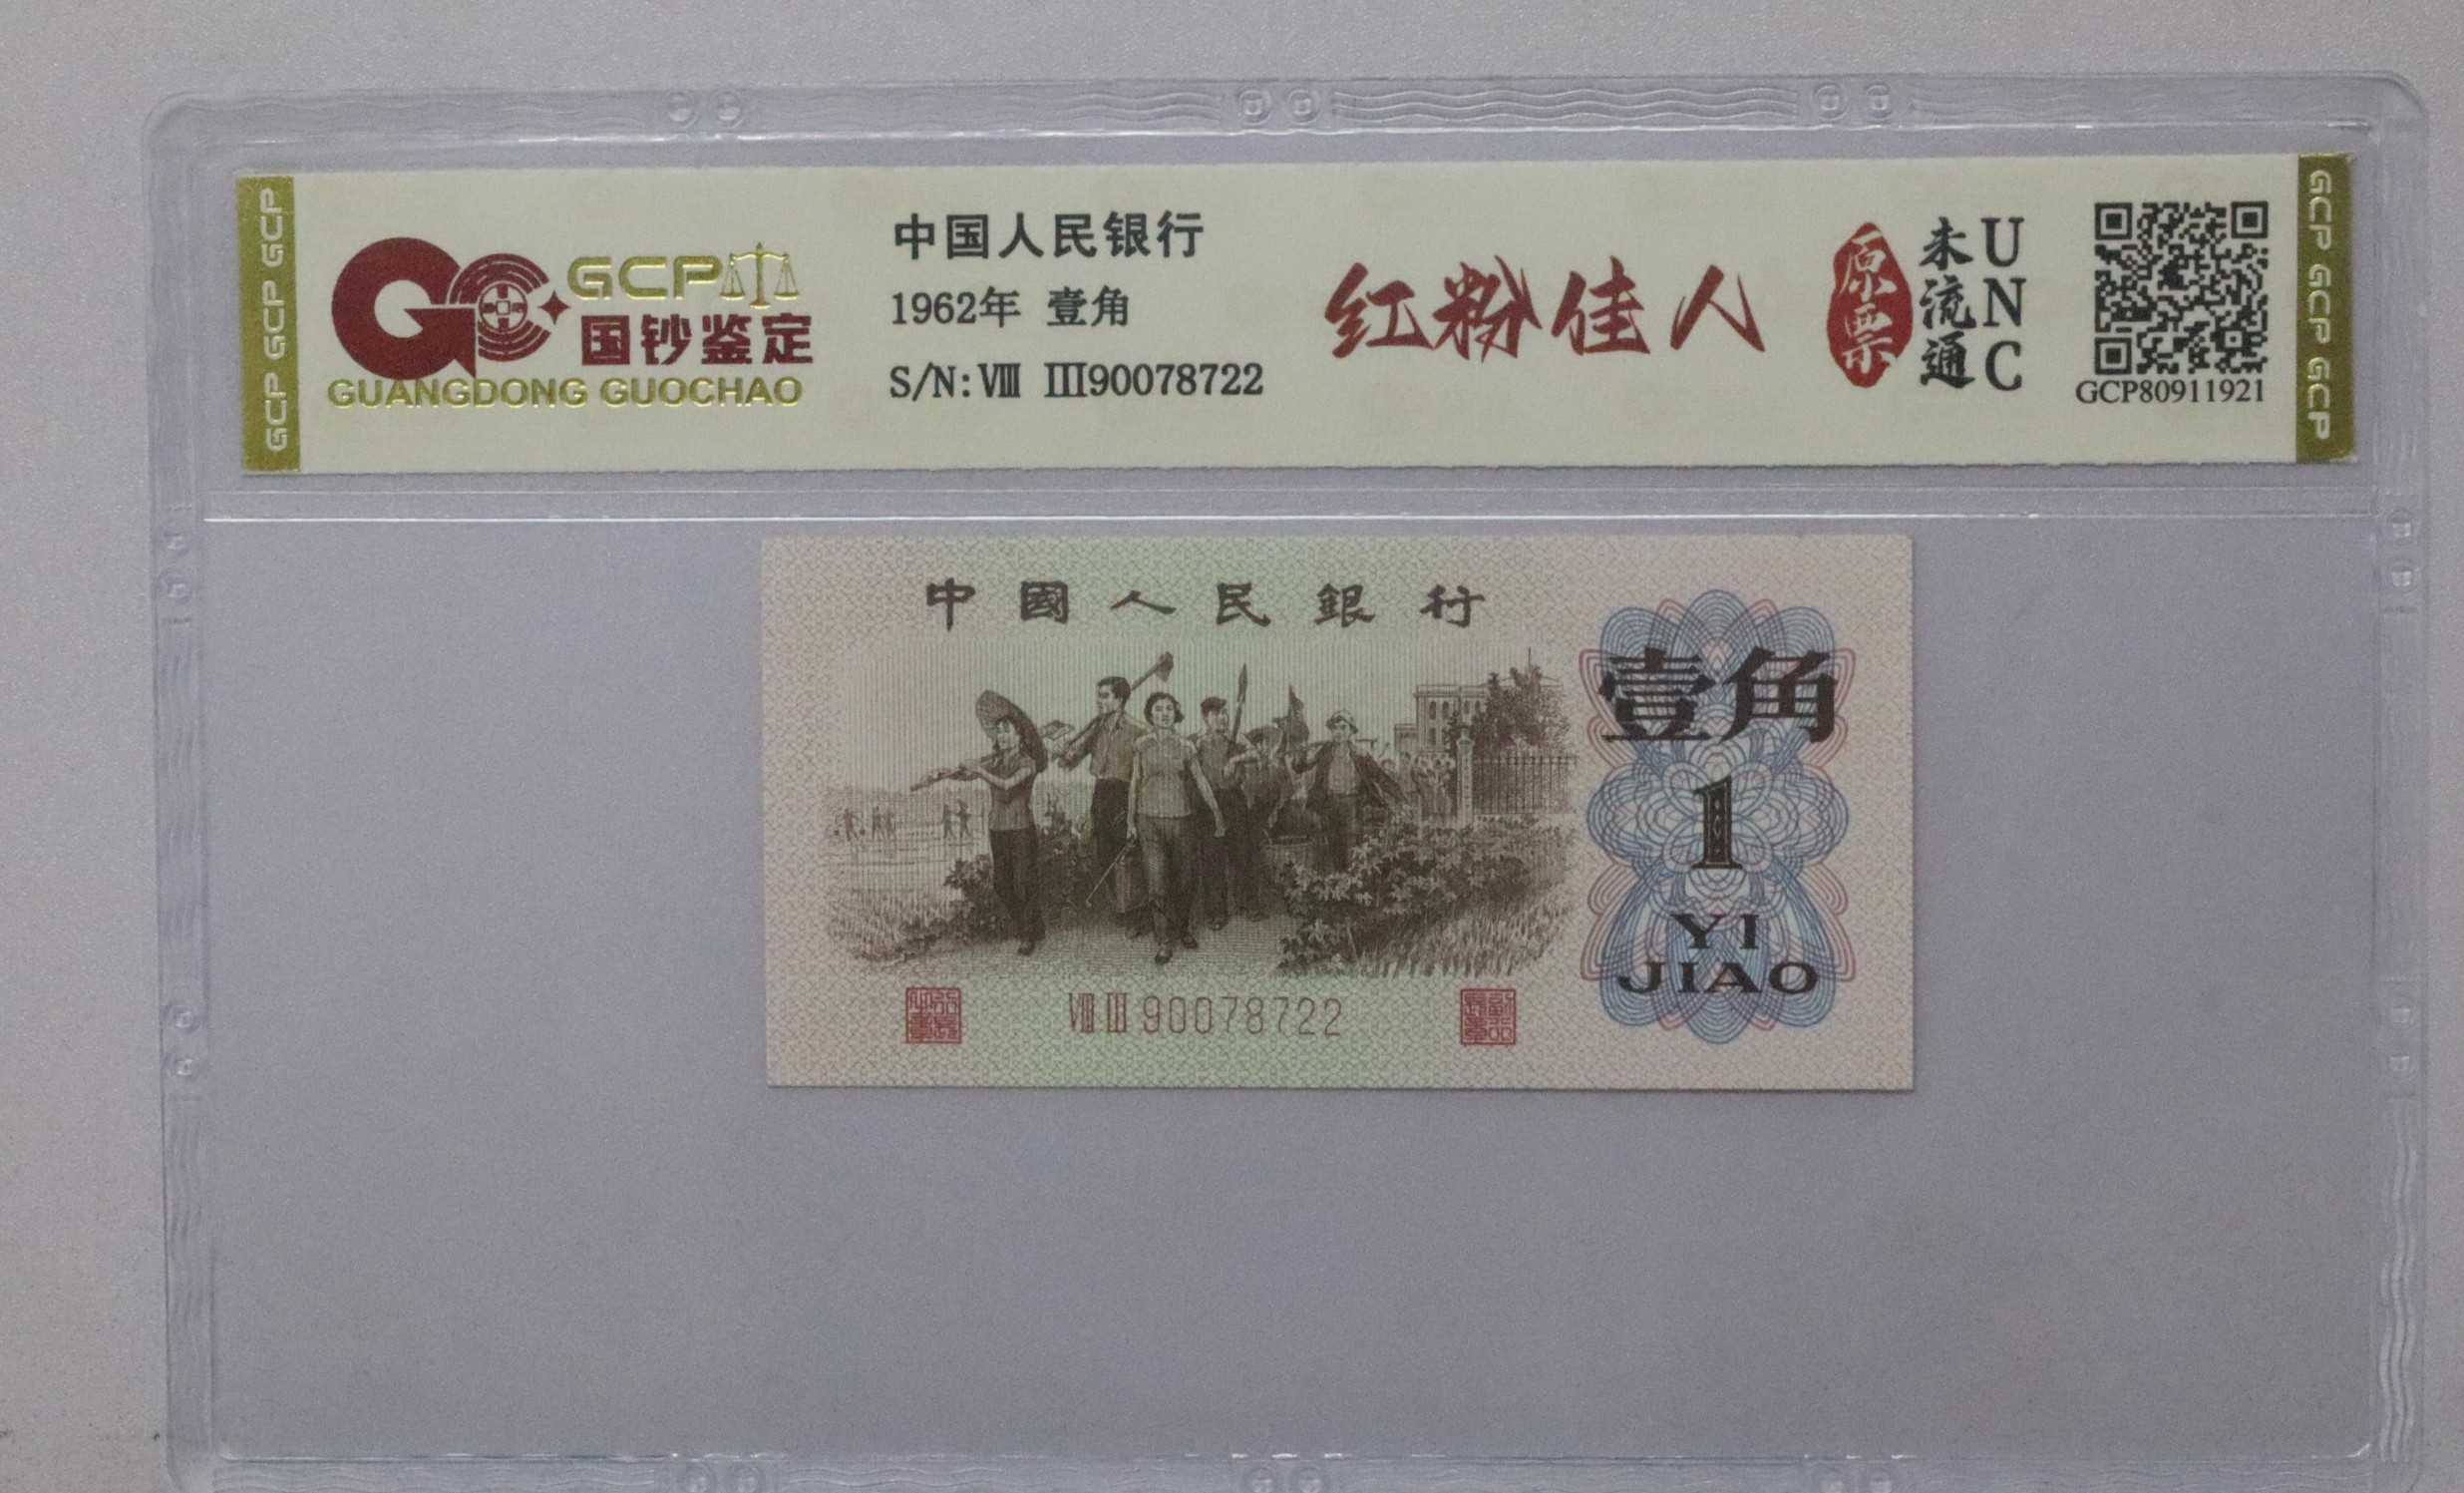 GCP GCP GCP
GCP
国钞鉴定
GUANGDONG GUOCHAO
中国人民银行
1962年 壹角
S/N: Ⅷ Ⅲ90078722
红粉佳人
原票
未流通
UNC
GCP80911921
GCP GCP GCP
中國人民銀行
壹角
1
YI
JIAO
Ⅷ Ⅲ 90078722